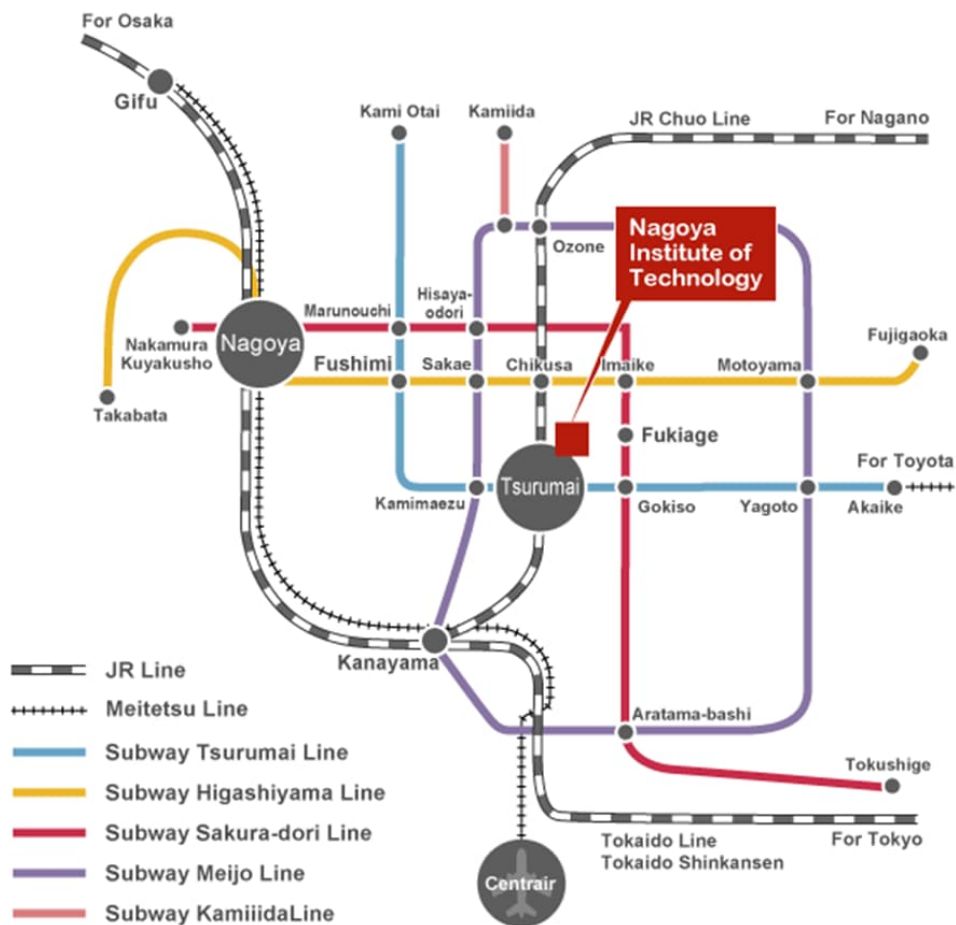 For Osaka
Gifu
Kami Otai
Kamiida
JR Chuo Line
For Nagano
Nagoya
Institute of
Technology
Ozone
Hisaya-
odori
Marunouchi
Nagoya
Nakamura
Kuyakusho
Fushimi
Sakae
Chikusa
Imaike
Motoyama
Fujigaoka
Takabata
Fukiage
For Toyota
Tsurumai
Kamimaezu
Gokiso
Yagoto
Akaike
Kanayama
JR Line
Meitetsu Line
Subway Tsurumai Line
Subway Higashiyama Line
Subway Sakura-dori Line
Subway Meijo Line
Subway KamiiidaLine
Aratama-bashi
Tokushige
Tokaido Line
Tokaido Shinkansen
For Tokyo
Centrair